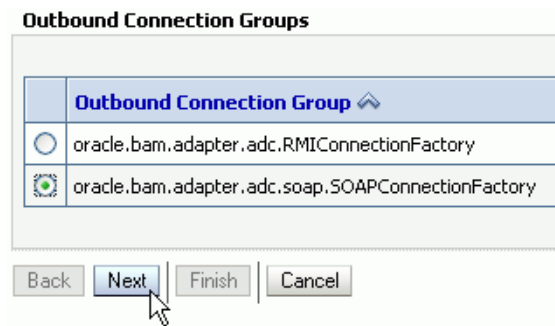 Outbound Connection Groups
Outbound Connection Group
oracle.bam.adapter.adc.RMIConnectionFactory
oracle.bam.adapter.adc.soap.SOAPConnectionFactory
Back Next Finish Cancel